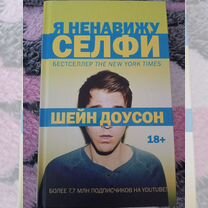 Я НЕНАВИЖУ
СЕЛФИ
БЕСТСЕЛЛЕР THE NEW YORK TIMES
ШЕЙН ДОУСОН
18+
БОЛЕЕ 7,7 МЛН ПОДПИСЧИКОВ НА YOUTUBE!